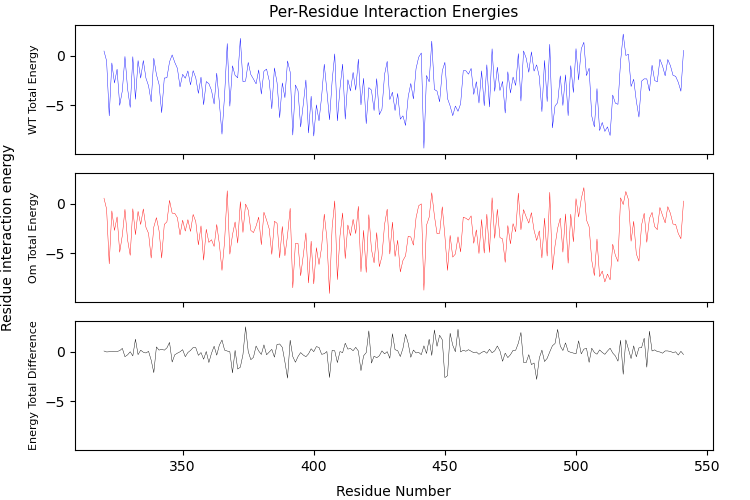 Per-Residue Interaction Energies
Residue interaction energy
WT Total Energy
0
−5
Om Total Energy
0
−5
Energy Total Difference
0
−5
350
400
450
500
550
Residue Number